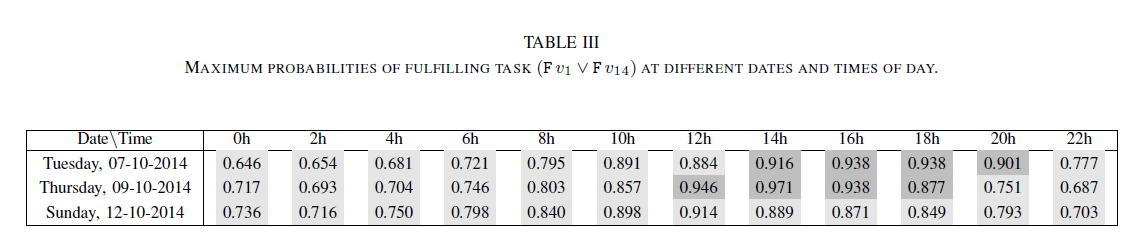 TABLE III
MAXIMUM PROBABILITIES OF FULFILLING TASK (F v₁ ∨ F v₁₄) AT DIFFERENT DATES AND TIMES OF DAY.
Date\Time 0h 2h 4h 6h 8h 10h 12h 14h 16h 18h 20h 22h
Tuesday, 07-10-2014 0.646 0.654 0.681 0.721 0.795 0.891 0.884 0.916 0.938 0.938 0.901 0.777
Thursday, 09-10-2014 0.717 0.693 0.704 0.746 0.803 0.857 0.946 0.971 0.938 0.877 0.751 0.687
Sunday, 12-10-2014 0.736 0.716 0.750 0.798 0.840 0.898 0.914 0.889 0.871 0.849 0.793 0.703